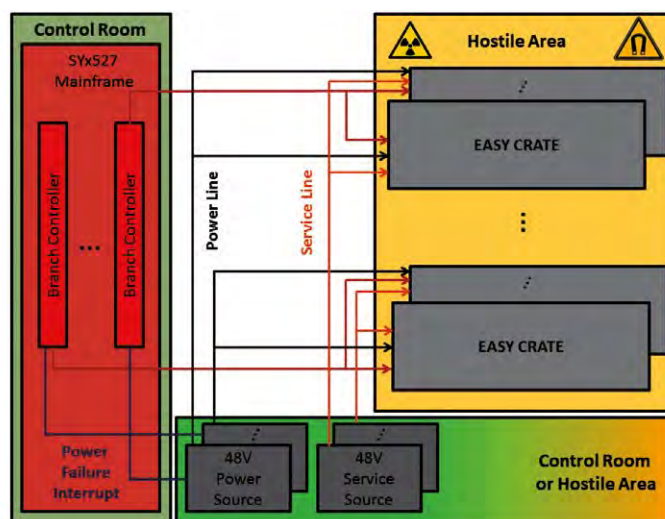 Control Room
SYx527
Mainframe
Branch Controller
...
Branch Controller
Power
Failure
Interrupt
Power Line
Service Line
Hostile Area
EASY CRATE
...
EASY CRATE
48V
Power
Source
48V
Service
Source
Control Room
or Hostile Area